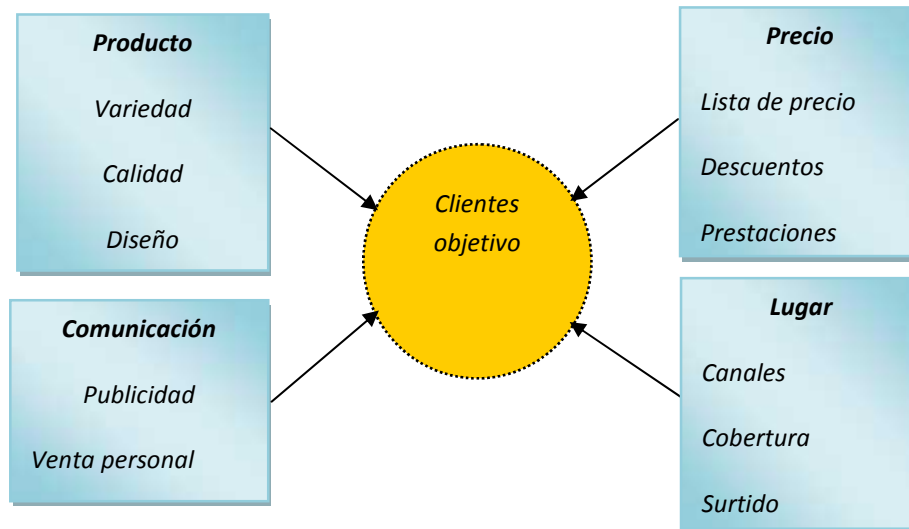 Producto
Variedad
Calidad
Diseño
Comunicación
Publicidad
Venta personal
Clientes
objetivo
Precio
Lista de precio
Descuentos
Prestaciones
Lugar
Canales
Cobertura
Surtido